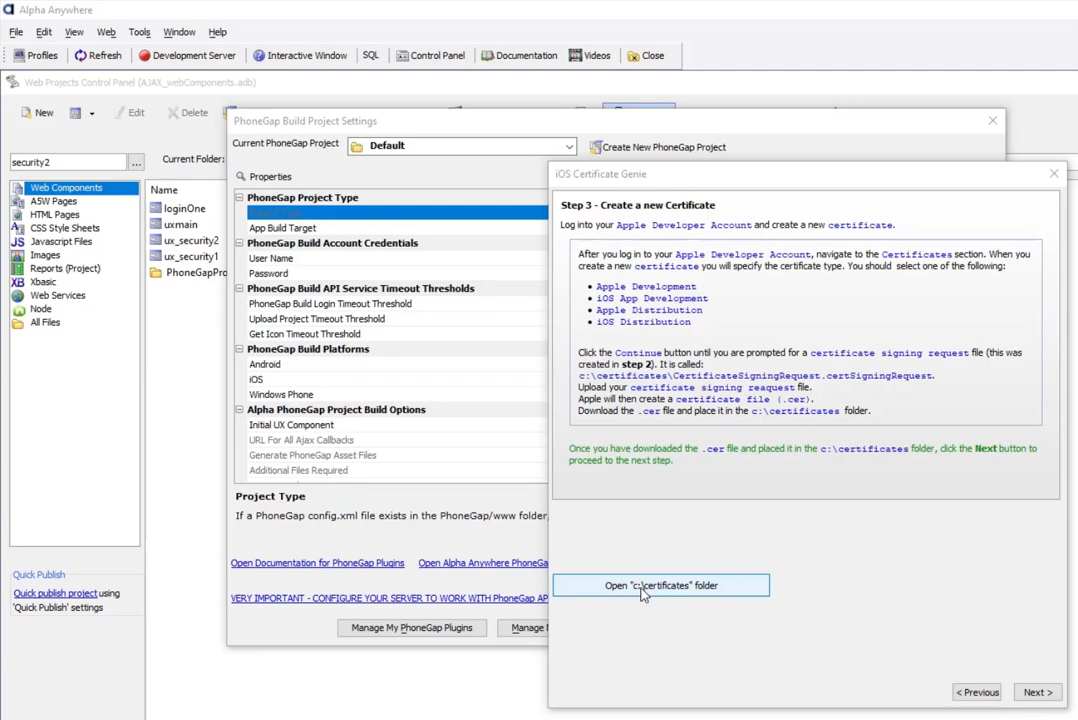 Alpha Anywhere
File Edit View Web Tools Window Help
Profiles Refresh Development Server Interactive Window SQL Control Panel Documentation Videos Close
Web Projects Control Panel (AJAX_webComponents.adb)
New Edit Delete
security2 ... Current Folder:
Web Components
A5W Pages
HTML Pages
CSS Style Sheets
Javascript Files
Images
Reports (Project)
Xbasic
Web Services
Node
All Files
Name
loginOne
uxmain
ux_security2
ux_security1
PhoneGapPro
Quick Publish
Quick publish project using
'Quick Publish' settings
PhoneGap Build Project Settings
Current PhoneGap Project Default Create New PhoneGap Project
Properties
PhoneGap Project Type
App Build Target
PhoneGap Build Account Credentials
User Name
Password
PhoneGap Build API Service Timeout Thresholds
PhoneGap Build Login Timeout Threshold
Upload Project Timeout Threshold
Get Icon Timeout Threshold
PhoneGap Build Platforms
Android
iOS
Windows Phone
Alpha PhoneGap Project Build Options
Initial UX Component
URL For All Ajax Callbacks
Generate PhoneGap Asset Files
Additional Files Required
Project Type
If a PhoneGap config.xml file exists in the PhoneGap/www folder,
Open Documentation for PhoneGap Plugins Open Alpha Anywhere PhoneGa
VERY IMPORTANT - CONFIGURE YOUR SERVER TO WORK WITH PhoneGap AP
Manage My PhoneGap Plugins Manage
iOS Certificate Genie
Step 3 - Create a new Certificate
Log into your Apple Developer Account and create a new certificate.
After you log in to your Apple Developer Account, navigate to the Certificates section. When you
create a new certificate you will specify the certificate type. You should select one of the following:
• Apple Development
• iOS App Development
• Apple Distribution
• iOS Distribution
Click the Continue button until you are prompted for a certificate signing request file (this was
created in step 2). It is called:
c:\certificates\CertificateSigningRequest.certSigningRequest.
Upload your certificate signing reaquest file.
Apple will then create a certificate file (.cer).
Download the .cer file and place it in the c:\certificates folder.
Once you have downloaded the .cer file and placed it in the c:\certificates folder, click the Next button to
proceed to the next step.
Open "c:\certificates" folder
< Previous Next >